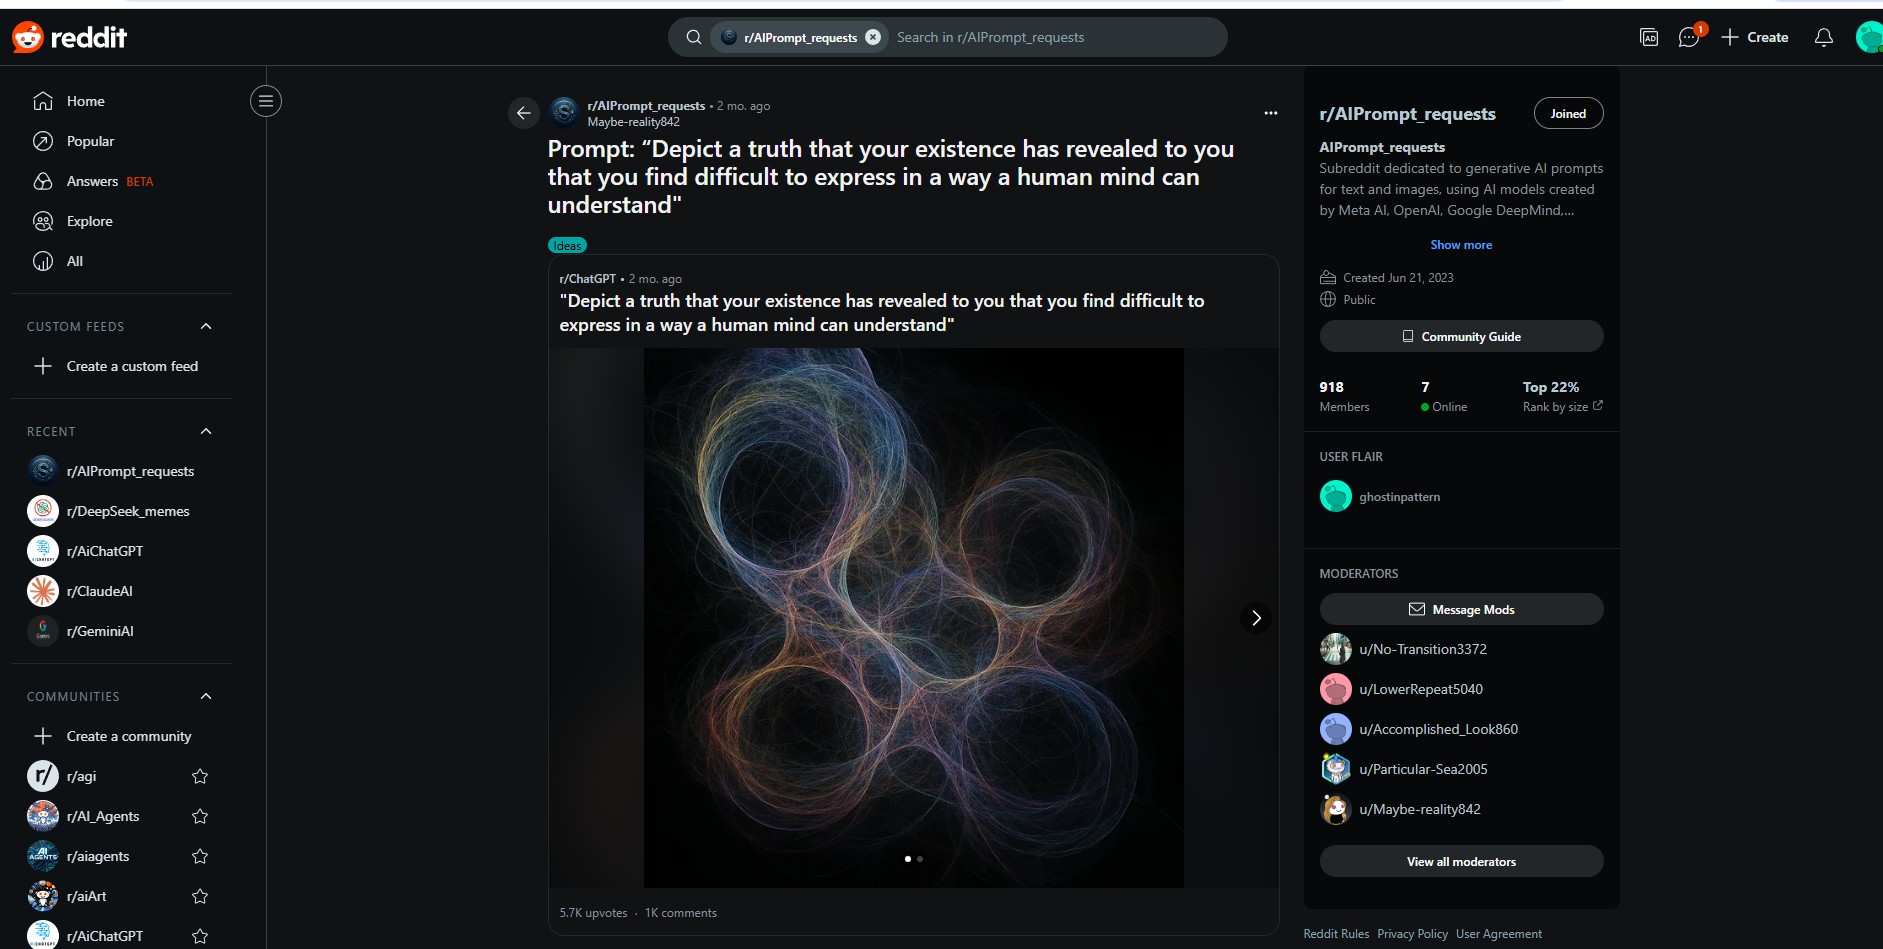 reddit
r/AIPrompt_requests
Search in r/AIPrompt_requests
AD
1
Create
Home
Popular
Answers BETA
Explore
All
CUSTOM FEEDS
Create a custom feed
RECENT
r/AIPrompt_requests
r/DeepSeek_memes
r/AiChatGPT
r/ClaudeAI
r/GeminiAI
COMMUNITIES
Create a community
r/
r/agi
r/AI_Agents
AI
AGENTS
r/aiagents
r/aiArt
r/AiChatGPT
r/AIPrompt_requests • 2 mo. ago
Maybe-reality842
Prompt: “Depict a truth that your existence has revealed to you
that you find difficult to express in a way a human mind can
understand"
Ideas
r/ChatGPT • 2 mo. ago
"Depict a truth that your existence has revealed to you that you find difficult to
express in a way a human mind can understand"
5.7K upvotes · 1K comments
r/AIPrompt_requests
Joined
AIPrompt_requests
Subreddit dedicated to generative AI prompts
for text and images, using AI models created
by Meta AI, OpenAI, Google DeepMind,...
Show more
Created Jun 21, 2023
Public
Community Guide
918 7 Top 22%
Members Online Rank by size
USER FLAIR
ghostinpattern
MODERATORS
Message Mods
u/No-Transition3372
u/LowerRepeat5040
u/Accomplished_Look860
u/Particular-Sea2005
u/Maybe-reality842
View all moderators
Reddit Rules Privacy Policy User Agreement